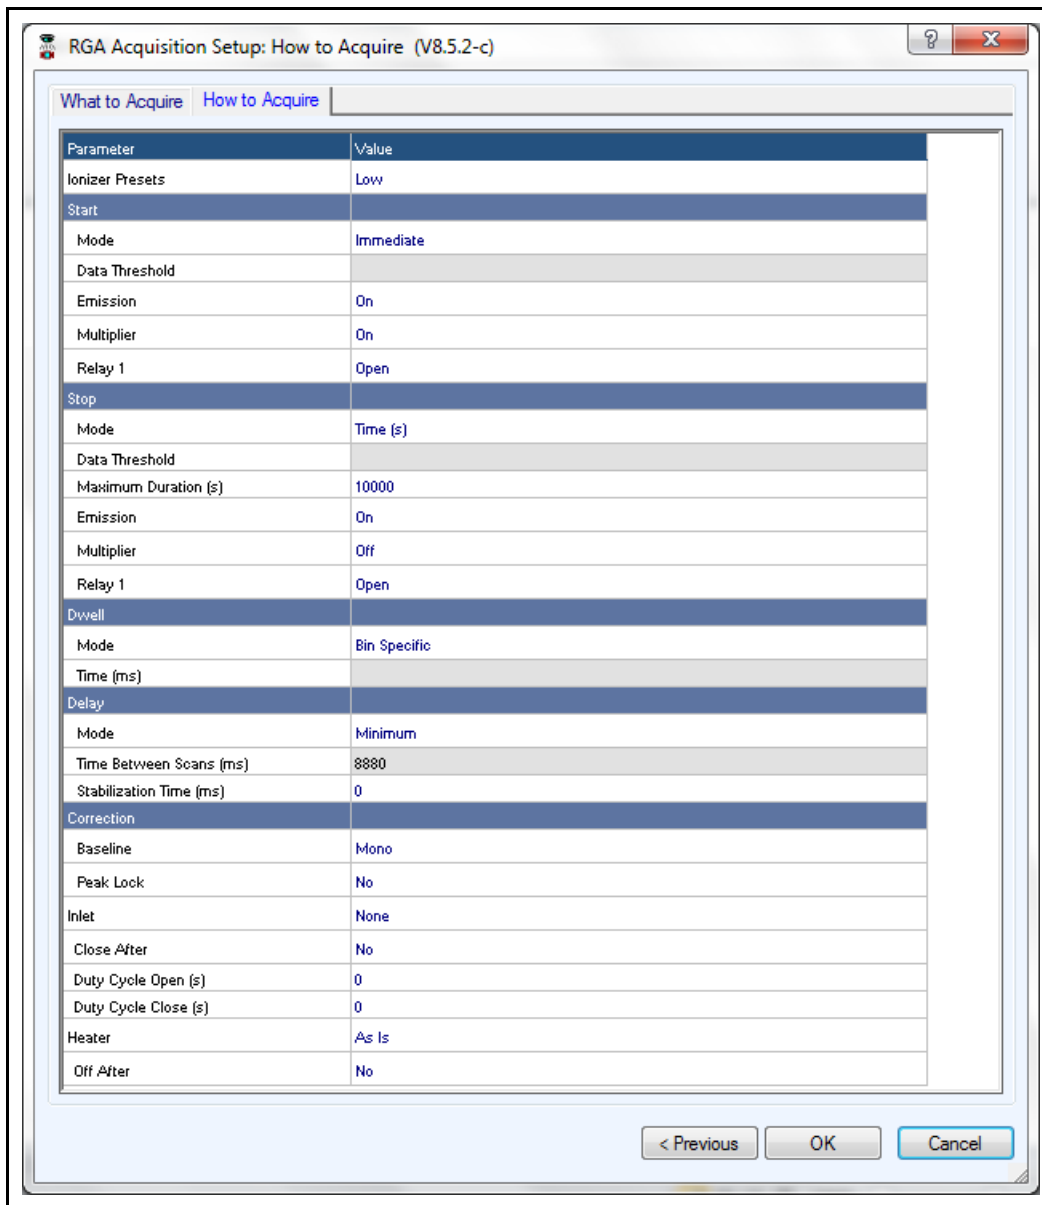 RGA Acquisition Setup: How to Acquire (V8.5.2-c)
What to Acquire How to Acquire
Parameter Value
Ionizer Presets Low
Start
Mode Immediate
Data Threshold
Emission On
Multiplier On
Relay 1 Open
Stop
Mode Time (s)
Data Threshold
Maximum Duration (s) 10000
Emission On
Multiplier Off
Relay 1 Open
Dwell
Mode Bin Specific
Time (ms)
Delay
Mode Minimum
Time Between Scans (ms) 8880
Stabilization Time (ms) 0
Correction
Baseline Mono
Peak Lock No
Inlet None
Close After No
Duty Cycle Open (s) 0
Duty Cycle Close (s) 0
Heater As Is
Off After No
< Previous OK Cancel